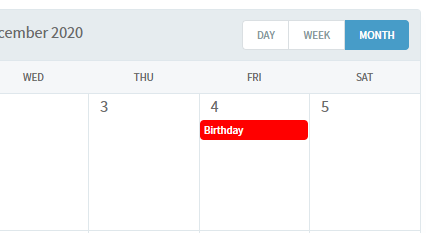 cember 2020
DAY WEEK MONTH
WED THU FRI SAT
3 4 5
Birthday